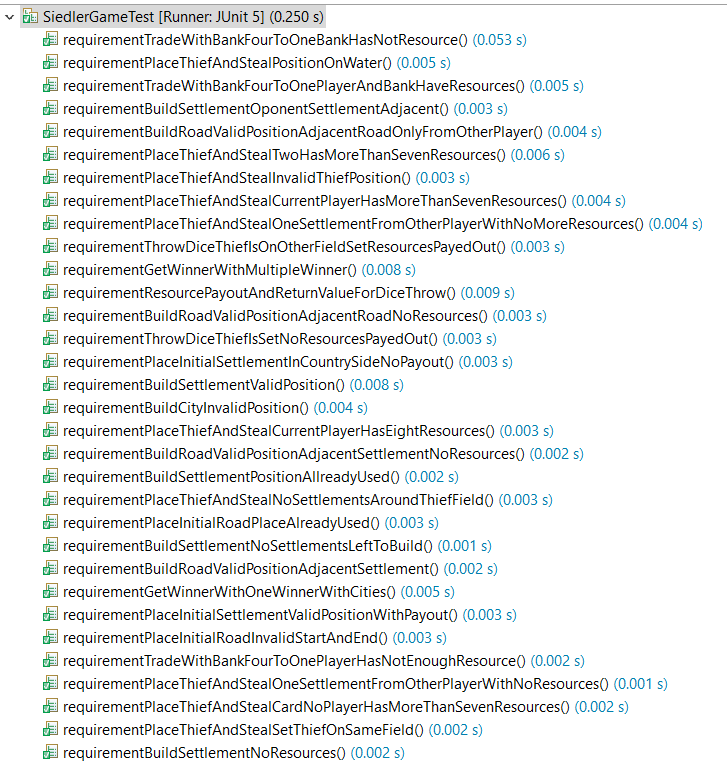 SiedlerGameTest [Runner: JUnit 5] (0.250 s)
requirementTradeWithBankFourToOneBankHasNotResource() (0.053 s)
requirementPlaceThiefAndStealPositionOnWater() (0.005 s)
requirementTradeWithBankFourToOnePlayerAndBankHaveResources() (0.005 s)
requirementBuildSettlementOponentSettlementAdjacent() (0.003 s)
requirementBuildRoadValidPositionAdjacentRoadOnlyFromOtherPlayer() (0.004 s)
requirementPlaceThiefAndStealTwoHasMoreThanSevenResources() (0.006 s)
requirementPlaceThiefAndStealInvalidThiefPosition() (0.003 s)
requirementPlaceThiefAndStealCurrentPlayerHasMoreThanSevenResources() (0.004 s)
requirementPlaceThiefAndStealOneSettlementFromOtherPlayerWithNoMoreResources() (0.004 s)
requirementThrowDiceThiefIsOnOtherFieldSetResourcesPayedOut() (0.003 s)
requirementGetWinnerWithMultipleWinner() (0.008 s)
requirementResourcePayoutAndReturnValueForDiceThrow() (0.009 s)
requirementBuildRoadValidPositionAdjacentRoadNoResources() (0.003 s)
requirementThrowDiceThiefIsSetNoResourcesPayedOut() (0.003 s)
requirementPlaceInitialSettlementInCountrySideNoPayout() (0.003 s)
requirementBuildSettlementValidPosition() (0.008 s)
requirementBuildCityInvalidPosition() (0.004 s)
requirementPlaceThiefAndStealCurrentPlayerHasEightResources() (0.003 s)
requirementBuildRoadValidPositionAdjacentSettlementNoResources() (0.002 s)
requirementBuildSettlementPositionAllreadyUsed() (0.002 s)
requirementPlaceThiefAndStealNoSettlementsAroundThiefField() (0.003 s)
requirementPlaceInitialRoadPlaceAlreadyUsed() (0.003 s)
requirementBuildSettlementNoSettlementsLeftToBuild() (0.001 s)
requirementBuildRoadValidPositionAdjacentSettlement() (0.002 s)
requirementGetWinnerWithOneWinnerWithCities() (0.005 s)
requirementPlaceInitialSettlementValidPositionWithPayout() (0.003 s)
requirementPlaceInitialRoadInvalidStartAndEnd() (0.003 s)
requirementTradeWithBankFourToOnePlayerHasNotEnoughResource() (0.002 s)
requirementPlaceThiefAndStealOneSettlementFromOtherPlayerWithNoResources() (0.001 s)
requirementPlaceThiefAndStealCardNoPlayerHasMoreThanSevenResources() (0.002 s)
requirementPlaceThiefAndStealSetThiefOnSameField() (0.002 s)
requirementBuildSettlementNoResources() (0.002 s)